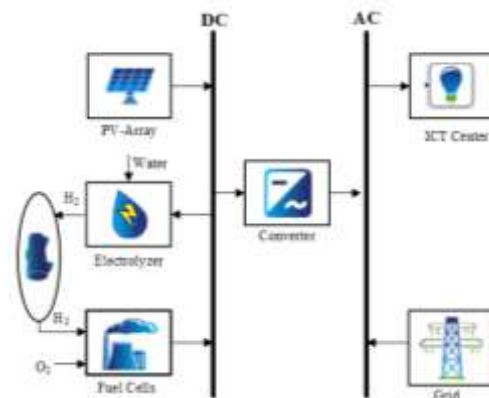 DC
AC
PV-Array
ICT Center
Water
H2
Electrolyzer
Converter
H2
O2
Fuel Cells
Grid